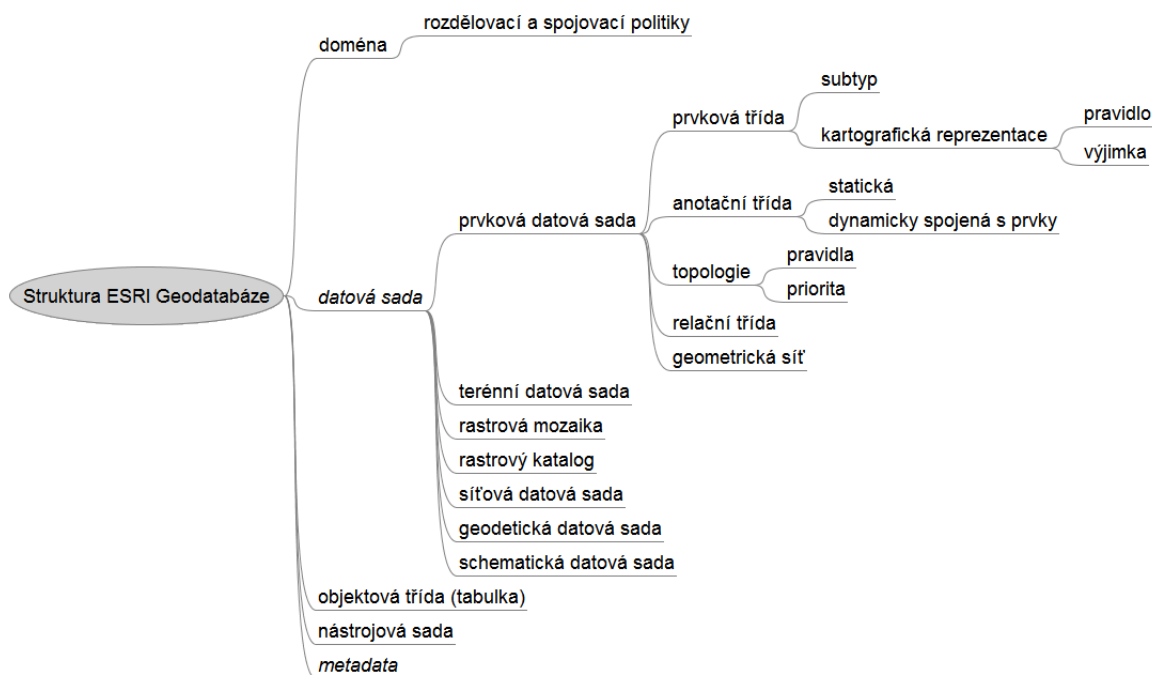 Struktura ESRI Geodatabáze
doména
rozdělovací a spojovací politiky
datová sada
prvková datová sada
prvková třída
subtyp
kartografická reprezentace
pravidlo
výjimka
anotační třída
statická
dynamicky spojená s prvky
topologie
pravidla
priorita
relační třída
geometrická síť
terénní datová sada
rastrová mozaika
rastrový katalog
síťová datová sada
geodetická datová sada
schematická datová sada
objektová třída (tabulka)
nástrojová sada
metadata